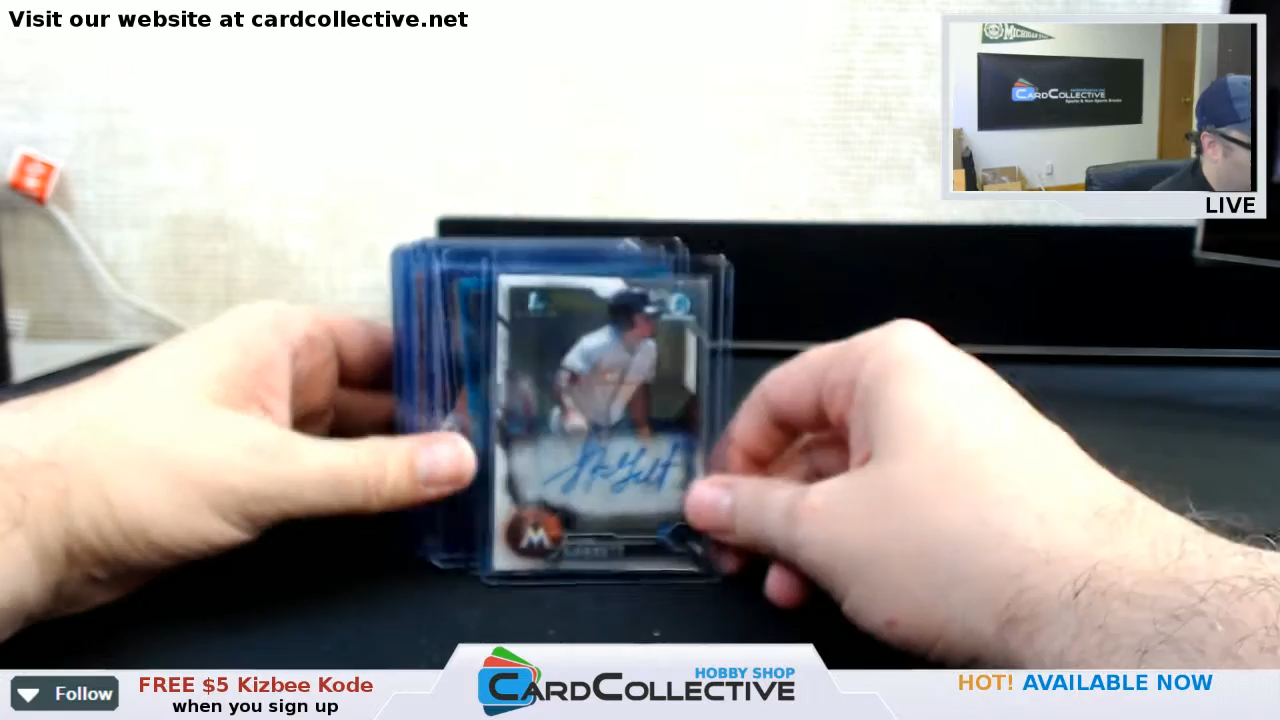 Visit our website at cardcollective.net
MICHIGAN
CARDCOLLECTIVE
LIVE
M
Follow
FREE $5 Kizbee Kode
when you sign up
HOBBY SHOP
CARDCOLLECTIVE
HOT! AVAILABLE NOW